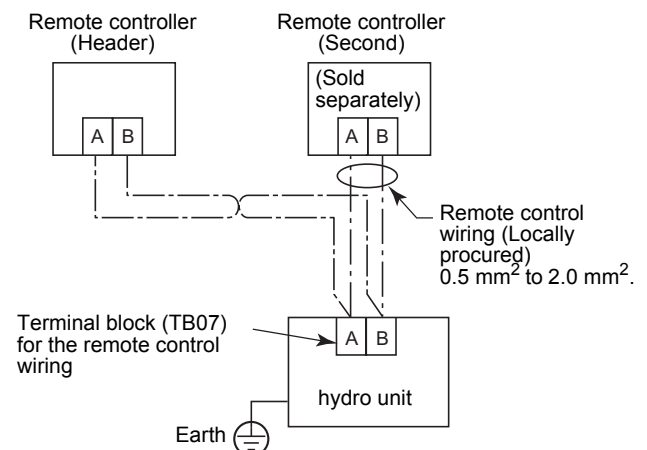 Remote controller
(Header)
Remote controller
(Second)
(Sold
separately)
A B
A B
Remote control
wiring (Locally
procured)
0.5 mm² to 2.0 mm².
Terminal block (TB07)
for the remote control
wiring
A B
hydro unit
Earth